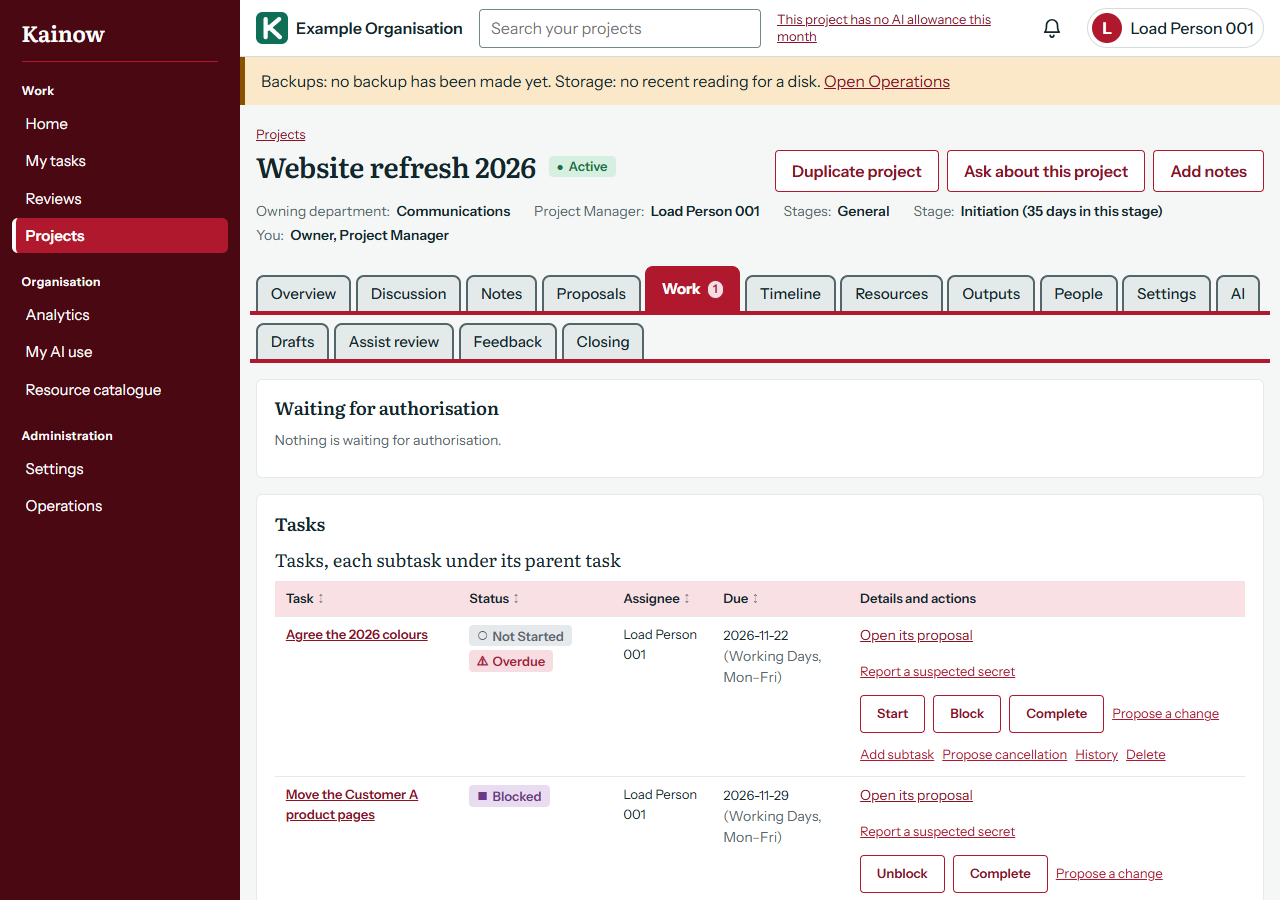 Kainow
Work
Home
My tasks
Reviews
Projects
Organisation
Analytics
My AI use
Resource catalogue
Administration
Settings
Operations
K
Example Organisation
Search your projects
This project has no AI allowance this
month
L
Load Person 001
Backups: no backup has been made yet. Storage: no recent reading for a disk. Open Operations
Projects
Website refresh 2026
Active
Duplicate project
Ask about this project
Add notes
Owning department: Communications
Project Manager: Load Person 001
Stages: General
Stage: Initiation (35 days in this stage)
You: Owner, Project Manager
Overview
Discussion
Notes
Proposals
Work 1
Timeline
Resources
Outputs
People
Settings
AI
Drafts
Assist review
Feedback
Closing
Waiting for authorisation
Nothing is waiting for authorisation.
Tasks
Tasks, each subtask under its parent task
Task
Status
Assignee
Due
Details and actions
Agree the 2026 colours
Not Started
Overdue
Load Person
001
2026-11-22
(Working Days,
Mon–Fri)
Open its proposal
Report a suspected secret
Start
Block
Complete
Propose a change
Add subtask
Propose cancellation
History
Delete
Move the Customer A
product pages
Blocked
Load Person
001
2026-11-29
(Working Days,
Mon–Fri)
Open its proposal
Report a suspected secret
Unblock
Complete
Propose a change